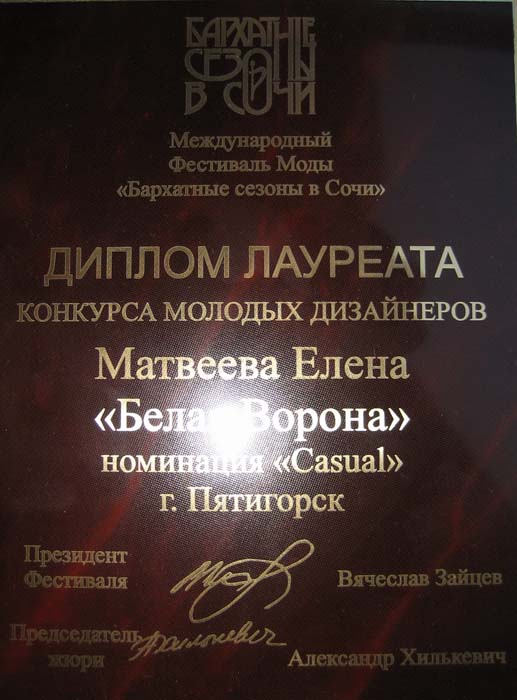 БАРХАТНЫЕ
СЕЗОНЫ
В СОЧИ
Международный
Фестиваль Моды
«Бархатные сезоны в Сочи»
ДИПЛОМ ЛАУРЕАТА
КОНКУРСА МОЛОДЫХ ДИЗАЙНЕРОВ
Матвеева Елена
«Белая Ворона»
номинация «Casual»
г. Пятигорск
Президент
Фестиваля
Вячеслав Зайцев
Председатель
жюри
Александр Хилькевич